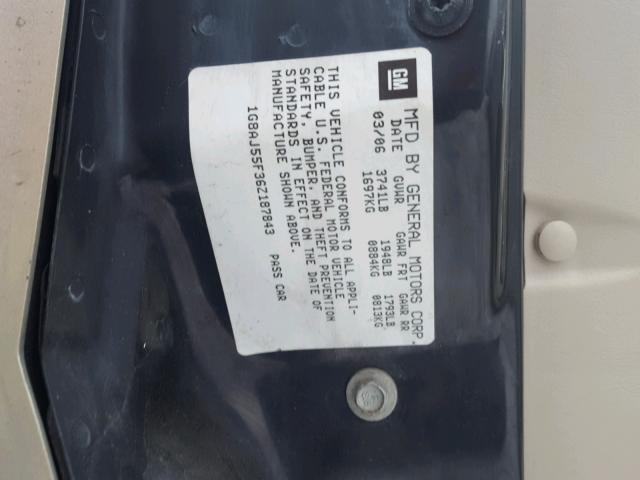 GM
MFD BY GENERAL MOTORS CORP.
DATE GVWR GAWR FRT GAWR RR
03/06 3741LB 1948LB 1793LB
1697KG 0884KG 0813KG
THIS VEHICLE CONFORMS TO ALL APPLI-
CABLE U.S. FEDERAL MOTOR VEHICLE
SAFETY, BUMPER, AND THEFT PREVENTION
STANDARDS IN EFFECT ON THE DATE OF
MANUFACTURE SHOWN ABOVE.
1G8AJ55F36Z187843 PASS CAR